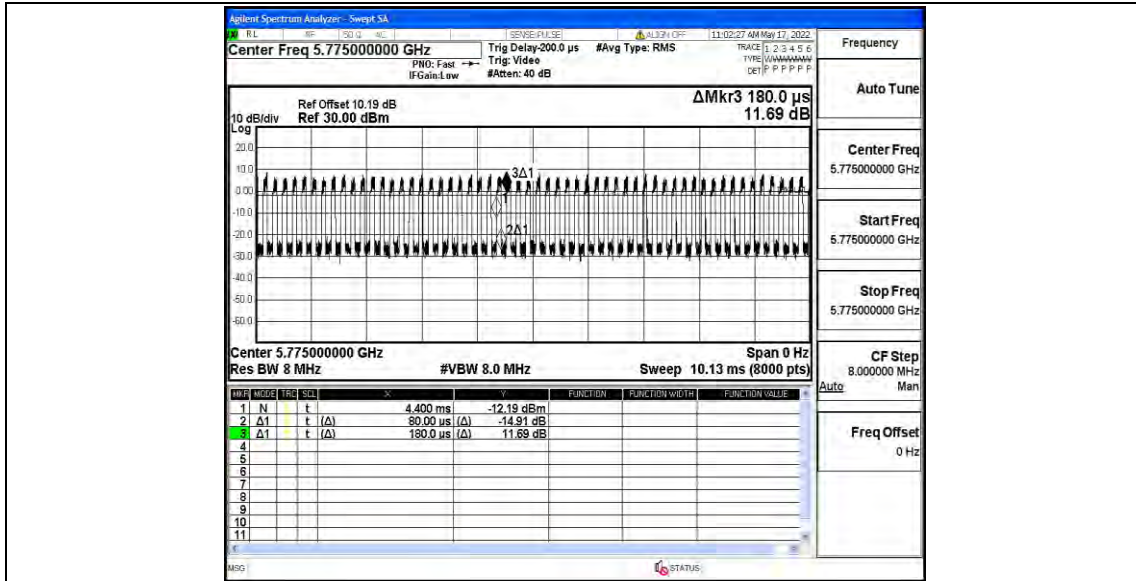 Agilent Spectrum Analyzer - Swept SA
RL RF 50 Ω AC SENSE:PULSE ALIGN OFF 11:02:27 AM May 17, 2022
Center Freq 5.775000000 GHz
PNO: Fast
IFGain:Low
Trig Delay-200.0 µs
Trig: Video
#Atten: 40 dB
#Avg Type: RMS
TRACE 1 2 3 4 5 6
TYPE WWWWWW
DET P P P P P P
Ref Offset 10.19 dB
10 dB/div Ref 30.00 dBm
Log
ΔMkr3 180.0 µs
11.69 dB
20.0
10.0
0.00
-10.0
-20.0
-30.0
-40.0
-50.0
-60.0
3Δ1
1
2Δ1
Center 5.775000000 GHz Span 0 Hz
Res BW 8 MHz #VBW 8.0 MHz Sweep 10.13 ms (8000 pts)
MKR MODE TRC SCL X Y FUNCTION FUNCTION WIDTH FUNCTION VALUE
1 N t 4.400 ms -12.19 dBm
2 Δ1 t (Δ) 80.00 µs (Δ) -14.91 dB
3 Δ1 t (Δ) 180.0 µs (Δ) 11.69 dB
4
5
6
7
8
9
10
11
MSG STATUS
Frequency
Auto Tune
Center Freq
5.775000000 GHz
Start Freq
5.775000000 GHz
Stop Freq
5.775000000 GHz
CF Step
8.000000 MHz
Auto Man
Freq Offset
0 Hz